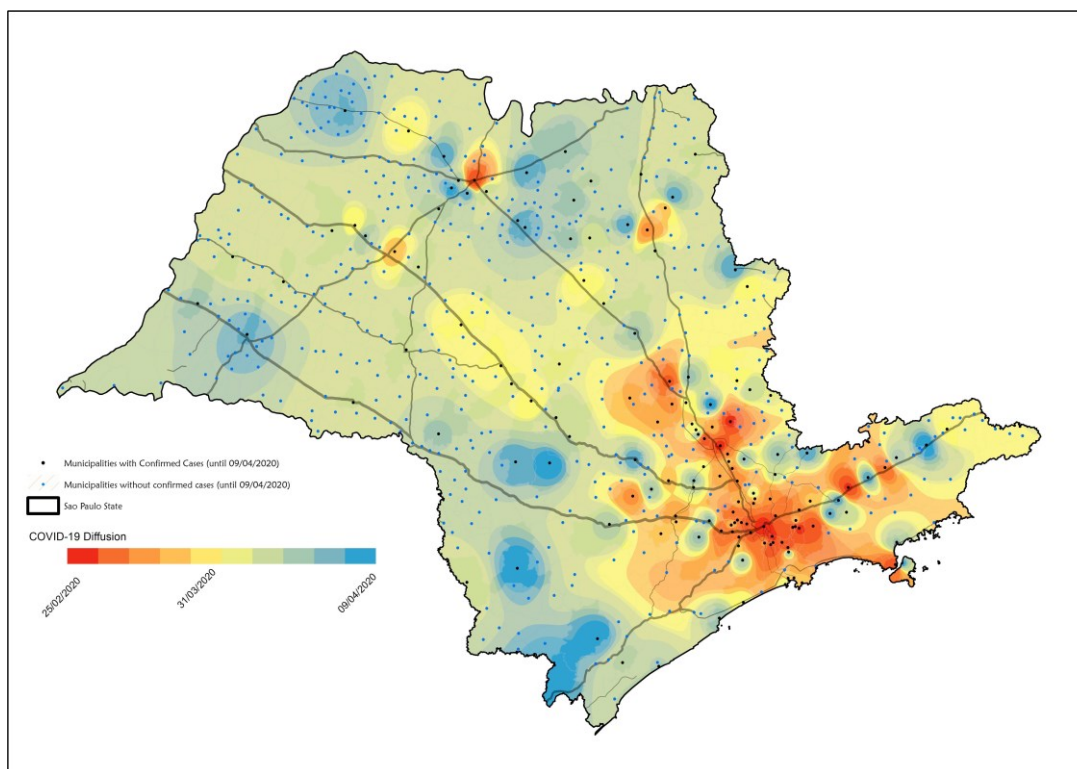 Municipalities with Confirmed Cases (until 09/04/2020)
Municipalities without confirmed cases (until 09/04/2020)
Sao Paulo State
COVID-19 Diffusion
25/02/2020
31/03/2020
09/04/2020